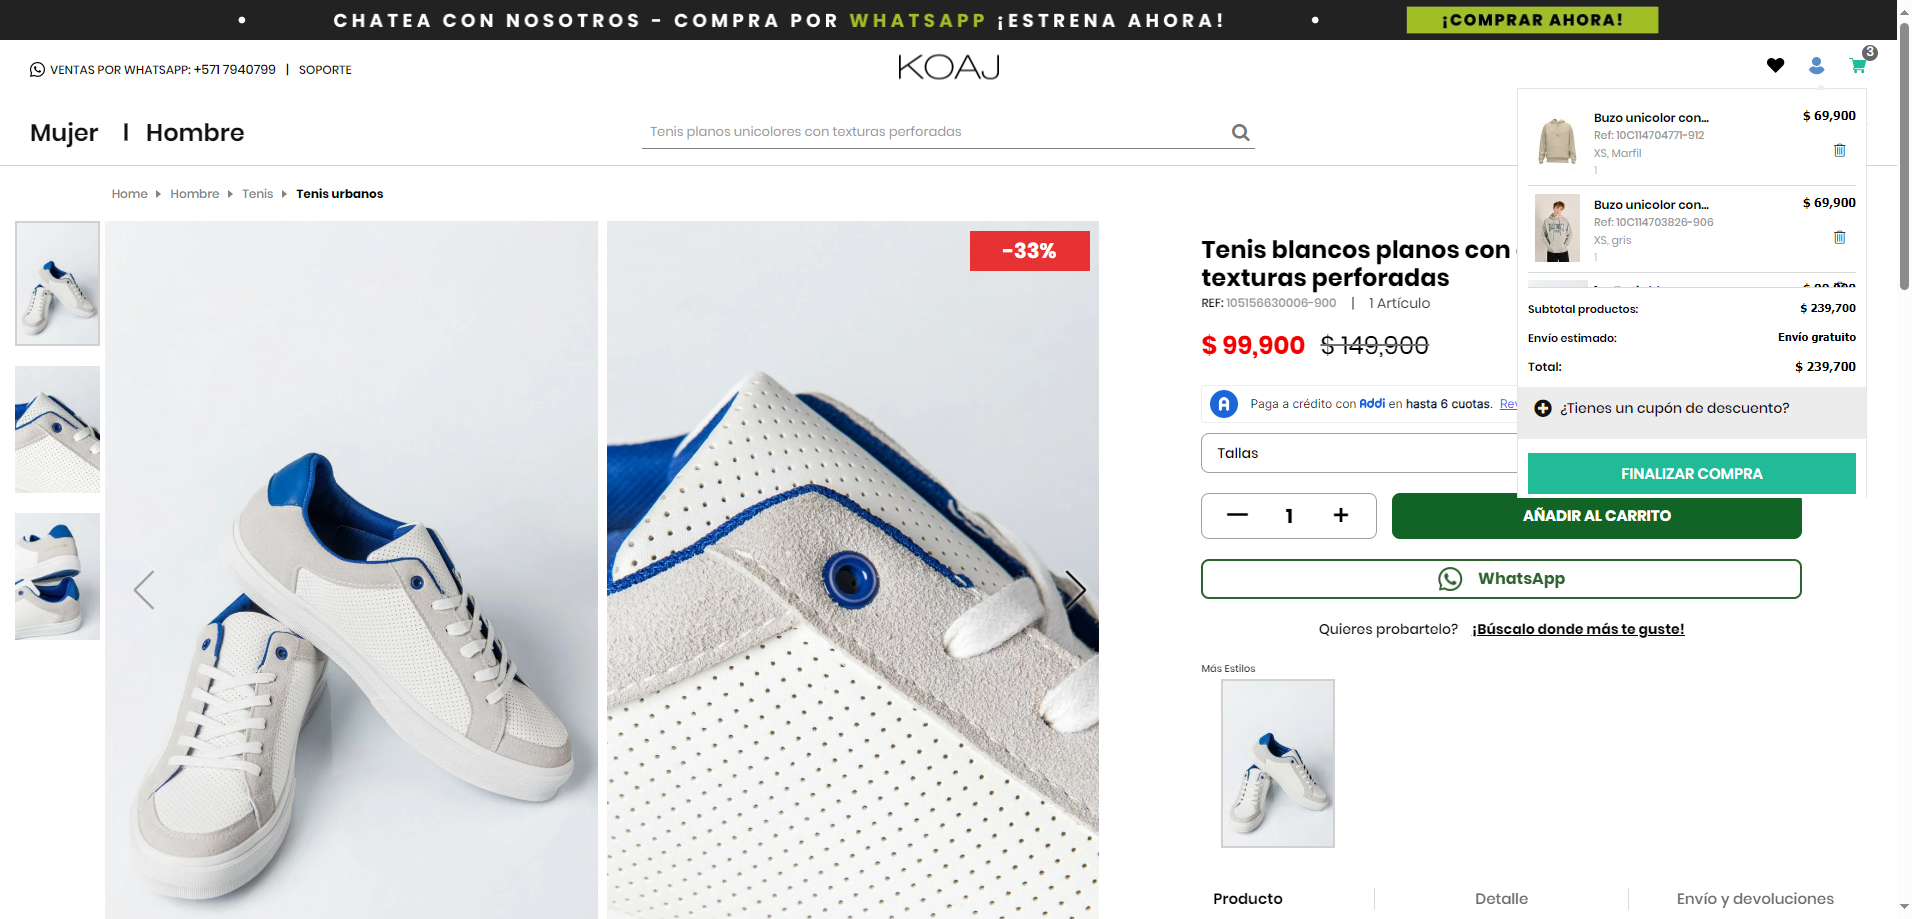 CHATEA CON NOSOTROS - COMPRA POR WHATSAPP ¡ESTRENA AHORA!
¡COMPRAR AHORA!
VENTAS POR WHATSAPP: +571 7940799 | SOPORTE
KOAJ
3
Mujer | Hombre
Tenis planos unicolores con texturas perforadas
Home Hombre Tenis Tenis urbanos
-33%
Tenis blancos planos con
texturas perforadas
REF: 105156630006-900 | 1 Artículo
$ 99,900 $ 149,900
Paga a crédito con Addi en hasta 6 cuotas.
Tallas
— 1 +
AÑADIR AL CARRITO
WhatsApp
Quieres probartelo? ¡Búscalo donde más te guste!
Más Estilos
Producto
Detalle
Envío y devoluciones
Buzo unicolor con... $ 69,900
Ref: 10C114704771-912
XS, Marfil
1
Buzo unicolor con... $ 69,900
Ref: 10C114703826-906
XS, gris
1
Subtotal productos: $ 239,700
Envío estimado: Envío gratuito
Total: $ 239,700
¿Tienes un cupón de descuento?
FINALIZAR COMPRA